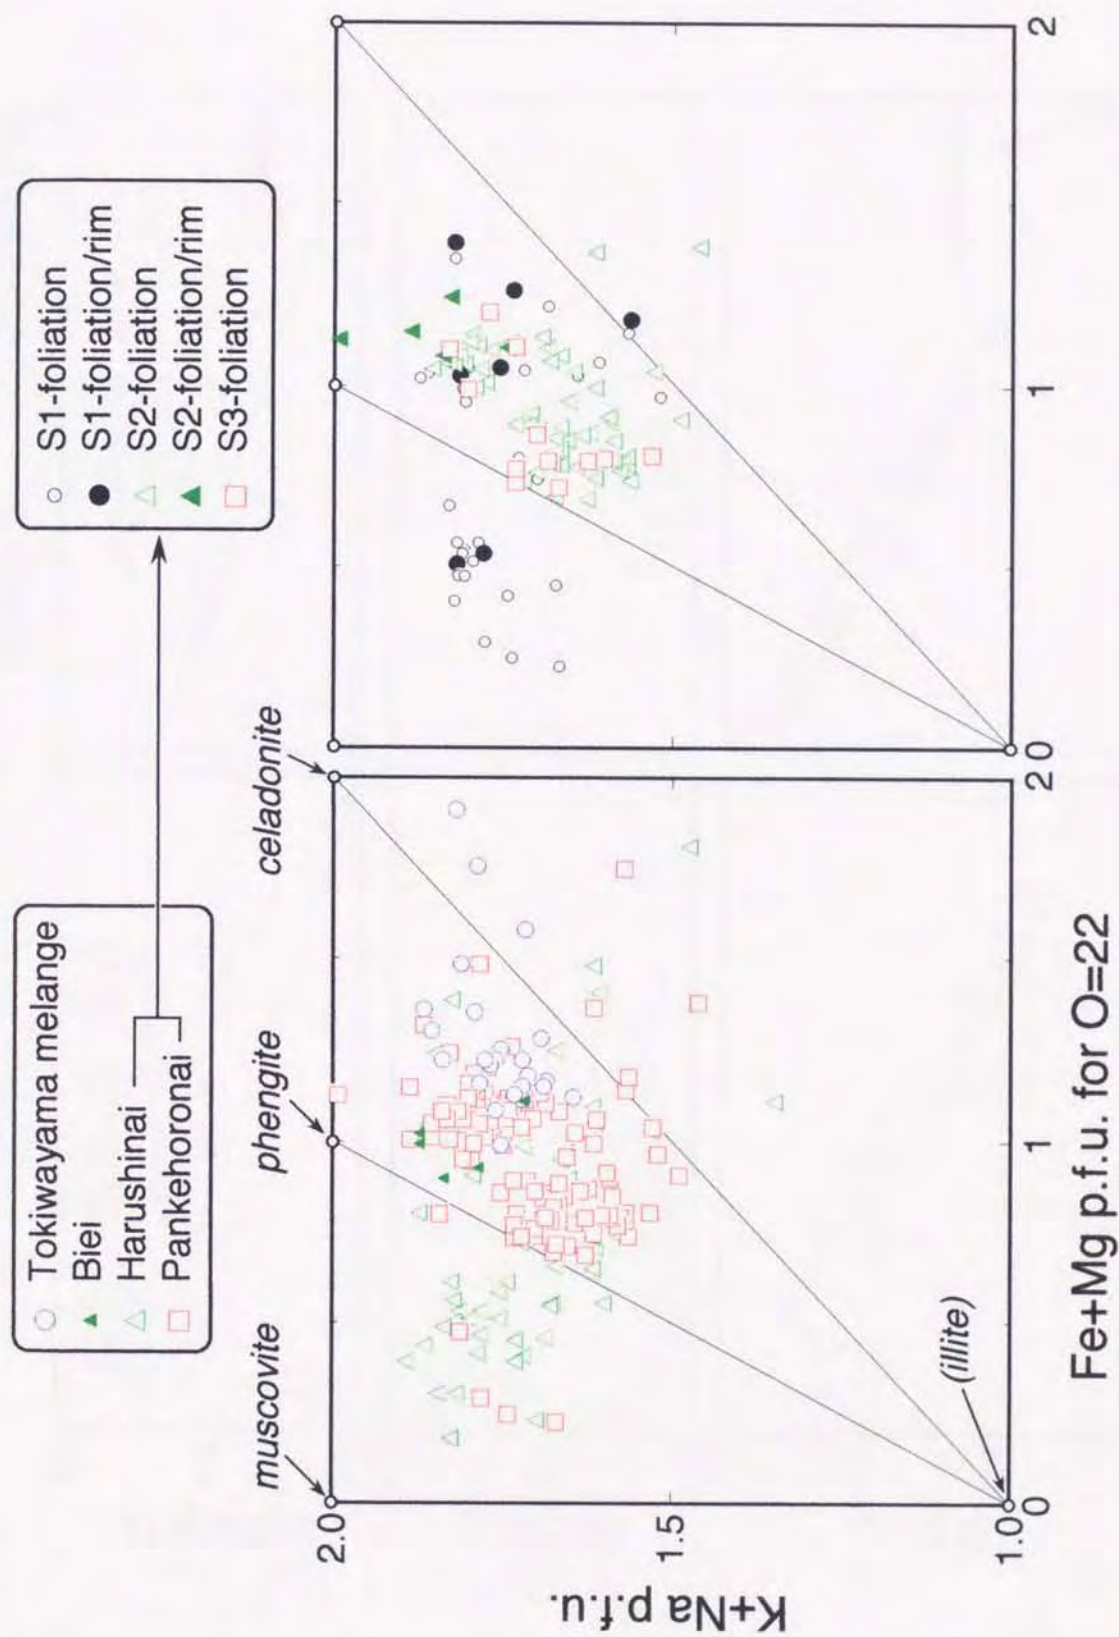 Tokiwayama melange
Biei
Harushinai
Pankehoronai
S1-foliation
S1-foliation/rim
S2-foliation
S2-foliation/rim
S3-foliation
muscovite
phengite
celadonite
2.0
1.5
1.00
K+Na p.f.u.
(illite)
0
1
2
0
1
2
Fe+Mg p.f.u. for O=22